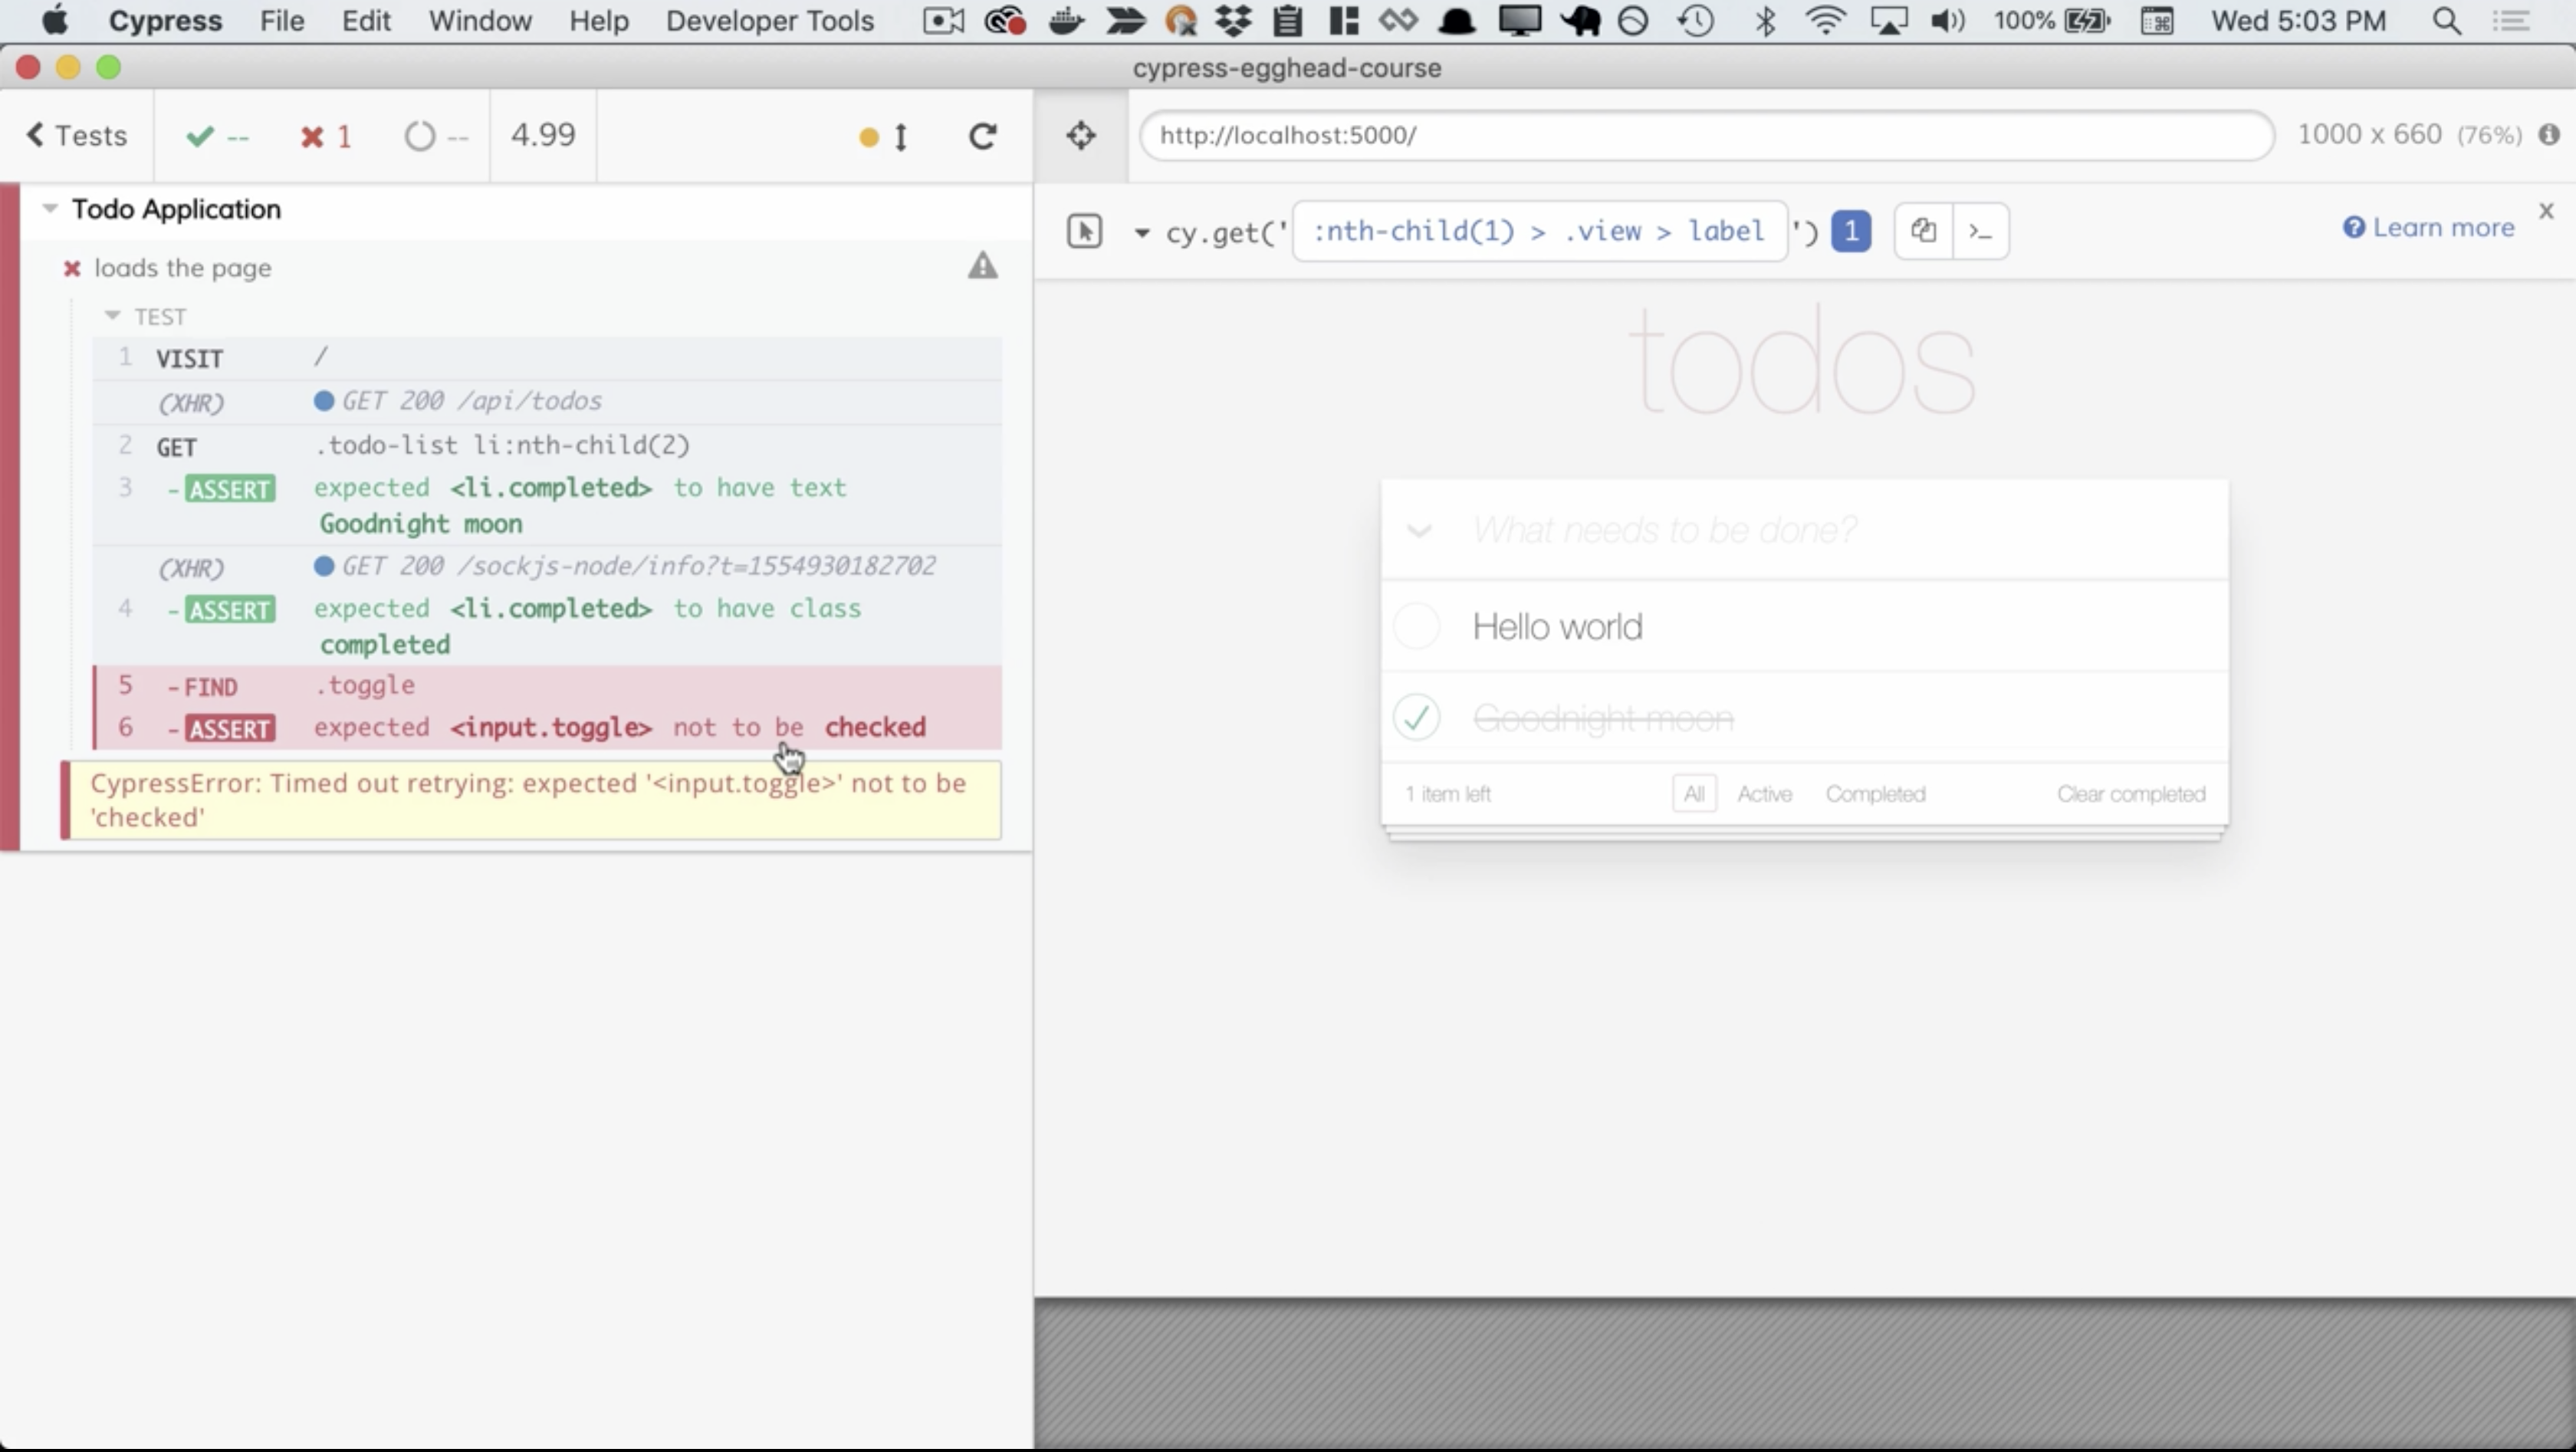 Cypress File Edit Window Help Developer Tools 100% Wed 5:03 PM
cypress-egghead-course
Tests -- 1 -- 4.99
http://localhost:5000/ 1000 x 660 (76%)
Todo Application
cy.get(' :nth-child(1) > .view > label ') 1 >_ Learn more x
loads the page
TEST
1 VISIT /
(XHR) GET 200 /api/todos
2 GET .todo-list li:nth-child(2)
3 -ASSERT expected <li.completed> to have text
Goodnight moon
(XHR) GET 200 /sockjs-node/info?t=1554930182702
4 -ASSERT expected <li.completed> to have class
completed
5 -FIND .toggle
6 -ASSERT expected <input.toggle> not to be checked
CypressError: Timed out retrying: expected '<input.toggle>' not to be
'checked'
todos
What needs to be done?
Hello world
Goodnight moon
1 item left All Active Completed Clear completed